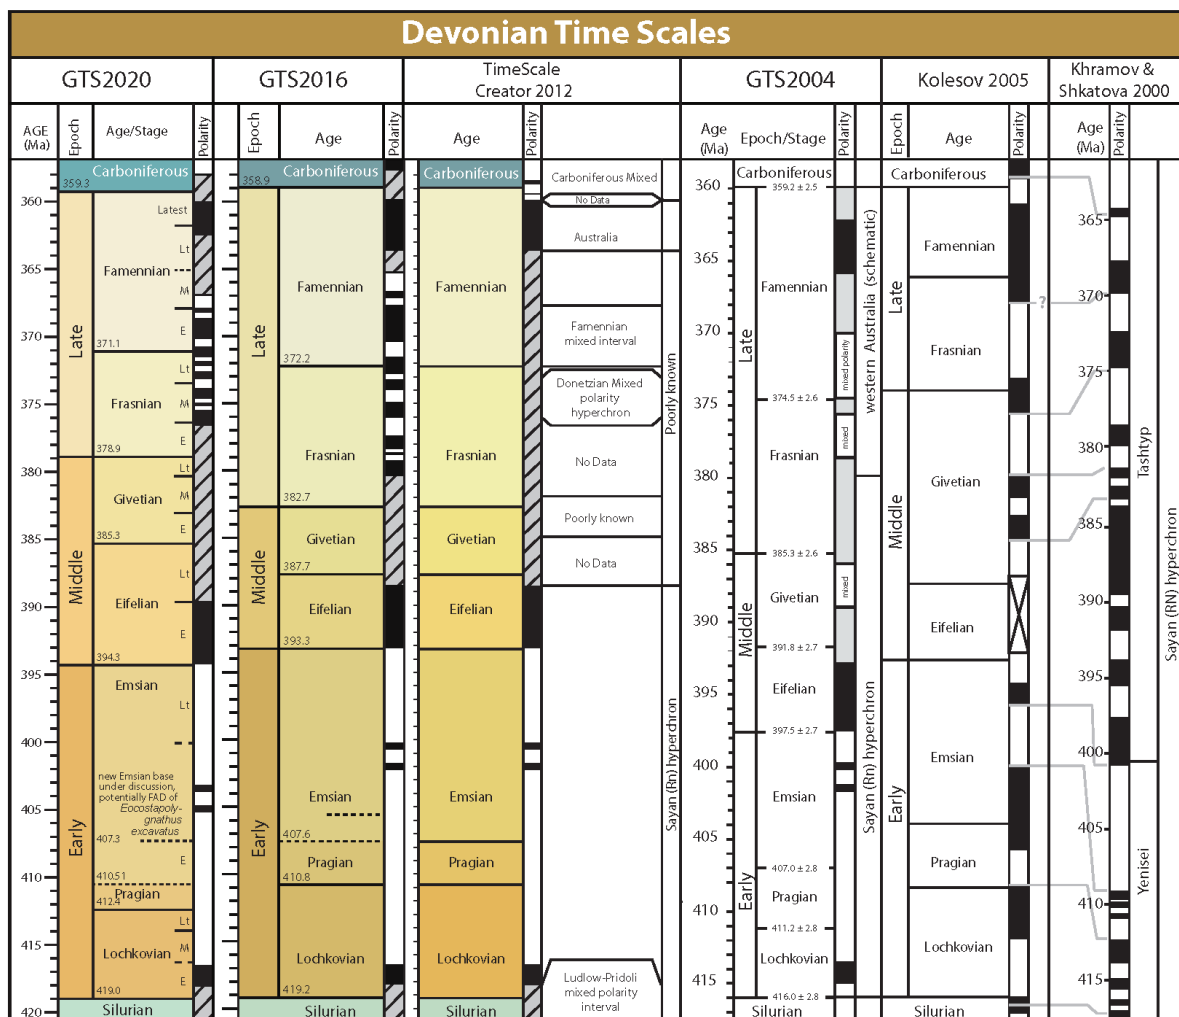 Devonian Time Scales
GTS2020
GTS2016
TimeScale
Creator 2012
GTS2004
Kolesov 2005
Khramov &
Shkatova 2000
AGE
(Ma)
Epoch
Age/Stage
Polarity
Epoch
Age
Polarity
Age
Polarity
Age
(Ma)
Epoch/Stage
Polarity
Epoch
Age
Polarity
Age
(Ma)
Polarity
360
365
370
375
380
385
390
395
400
405
410
415
420
Carboniferous
359.3
Late
Latest
Lt
Famennian
M
E
371.1
Lt
Frasnian
M
E
378.9
Middle
Lt
Givetian
M
E
385.3
Lt
Eifelian
E
394.3
Early
Emsian
Lt
new Emsian base
under discussion,
potentially FAD of
Eocostapoly-
gnathus
excavatus
407.3
E
410.51
Pragian
412.4
Lt
Lochkovian
M
E
419.0
Silurian
Carboniferous
358.9
Late
Famennian
372.2
Frasnian
382.7
Middle
Givetian
387.7
Eifelian
393.3
Early
Emsian
407.6
Pragian
410.8
Lochkovian
419.2
Silurian
Carboniferous
Famennian
Frasnian
Givetian
Eifelian
Emsian
Pragian
Lochkovian
Silurian
Carboniferous Mixed
No Data
Australia
Famennian
mixed interval
Donetzian Mixed
polarity
hyperchron
No Data
Poorly known
No Data
Ludlow-Pridoli
mixed polarity
interval
Poorly known
Sayan (Rn) hyperchron
360
365
370
375
380
385
390
395
400
405
410
415
Carboniferous
359.2 ± 2.5
Late
Famennian
374.5 ± 2.6
Frasnian
385.3 ± 2.6
Middle
Givetian
391.8 ± 2.7
Eifelian
397.5 ± 2.7
Early
Emsian
407.0 ± 2.8
Pragian
411.2 ± 2.8
Lochkovian
416.0 ± 2.8
Silurian
mixed polarity
mixed
mixed
western Australia (schematic)
Sayan (Rn) hyperchron
Carboniferous
Late
Famennian
Frasnian
Middle
Givetian
Eifelian
Early
Emsian
Pragian
Lochkovian
Silurian
?
365
370
375
380
385
390
395
400
405
410
415
Tashtyp
Yenisei
Sayan (RN) hyperchron